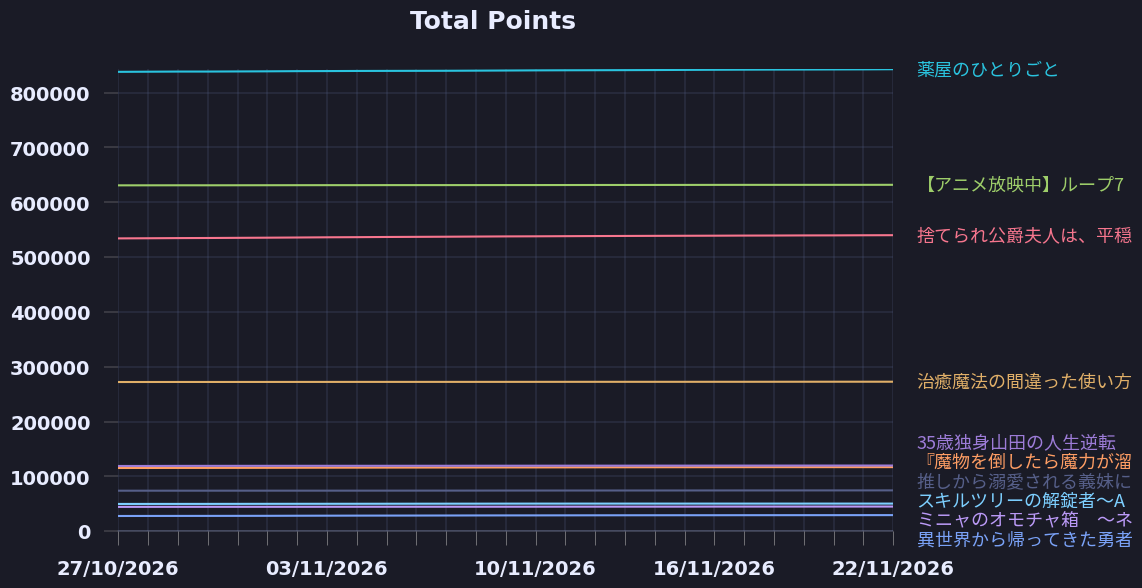 Total Points
800000
700000
600000
500000
400000
300000
200000
100000
0
27/10/2026
03/11/2026
10/11/2026
16/11/2026
22/11/2026
薬屋のひとりごと
【アニメ放映中】ループ7
捨てられ公爵夫人は、平穏
治癒魔法の間違った使い方
35歳独身山田の人生逆転
『魔物を倒したら魔力が溜
推しから溺愛される義妹に
スキルツリーの解錠者～A
ミニャのオモチャ箱　～ネ
異世界から帰ってきた勇者